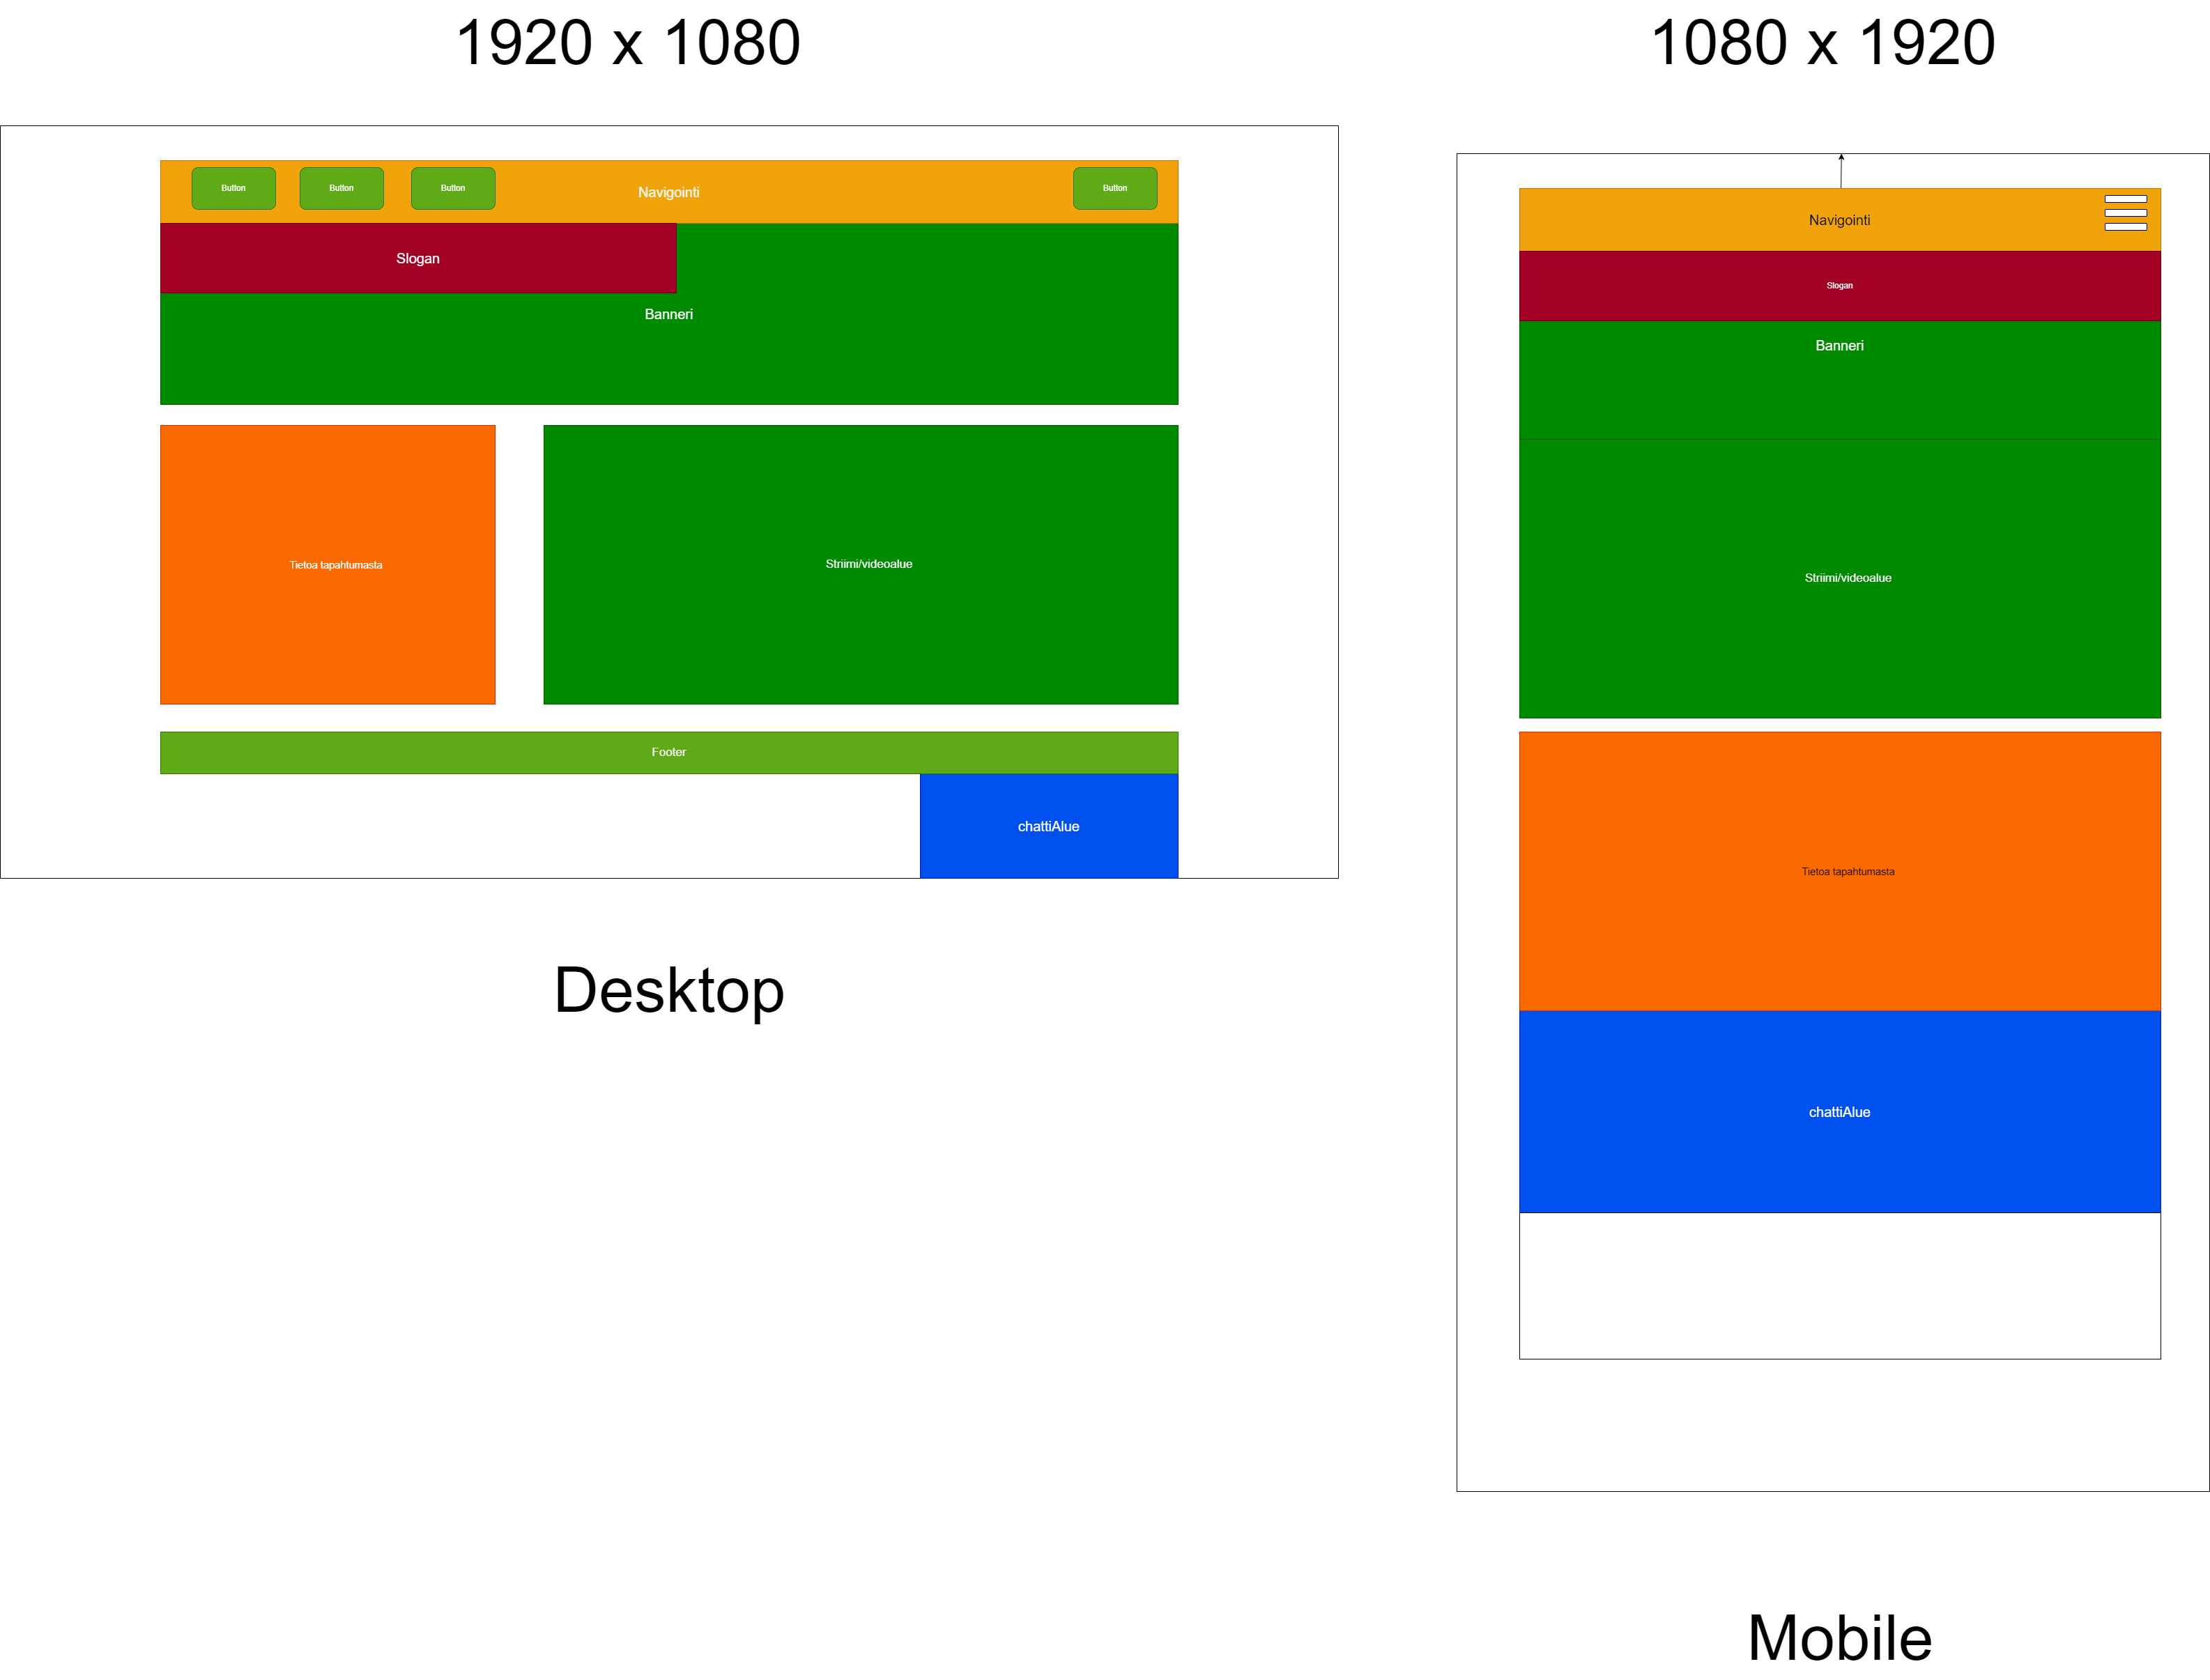 1920 x 1080
Button
Button
Button
Navigointi
Button
Slogan
Banneri
Tietoa tapahtumasta
Striimi/videoalue
Footer
chattiAlue
Desktop
1080 x 1920
Navigointi
Slogan
Banneri
Striimi/videoalue
Tietoa tapahtumasta
chattiAlue
Mobile